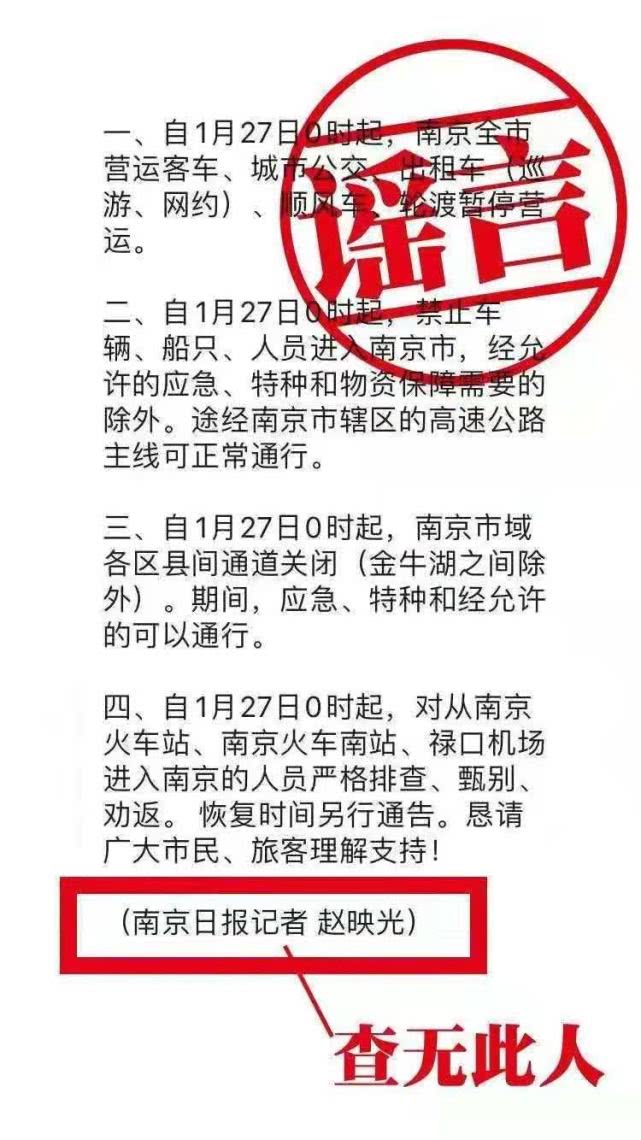 一、自1月27日0时起，南京全市
营运客车、城市公交、出租车（巡
游、网约）、顺风车、轮渡暂停营
运。
谣言
二、自1月27日0时起，禁止车
辆、船只、人员进入南京市，经允
许的应急、特种和物资保障需要的
除外。途经南京市辖区的高速公路
主线可正常通行。
三、自1月27日0时起，南京市域
各区县间通道关闭（金牛湖之间除
外）。期间，应急、特种和经允许
的可以通行。
四、自1月27日0时起，对从南京
火车站、南京火车南站、禄口机场
进入南京的人员严格排查、甄别、
劝返。 恢复时间另行通告。恳请
广大市民、旅客理解支持！
（南京日报记者 赵映光）
查无此人